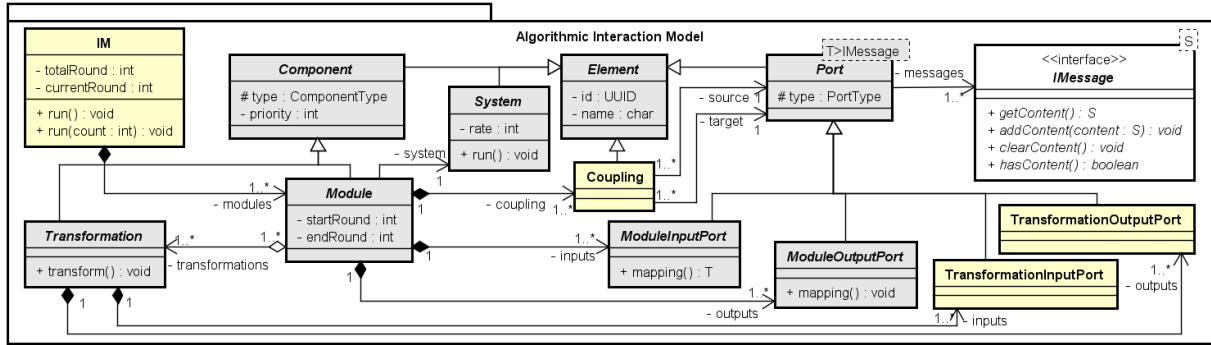 Algorithmic Interaction Model
IM
- totalRound : int
- currentRound : int
+ run() : void
+ run(count : int) : void
Component
# type : ComponentType
- priority : int
System
- rate : int
+ run() : void
Element
- id : UUID
- name : char
T>IMessage
Port
# type : PortType
- messages
1..*
S
<<interface>>
IMessage
+ getContent() : S
+ addContent(content : S) : void
+ clearContent() : void
+ hasContent() : boolean
- source
1
- target
1
- system
1
Coupling
1..*
1..*
1..*
- modules
Module
- startRound : int
- endRound : int
1
- coupling
1..*
Transformation
+ transform() : void
1..*
1..*
- transformations
1
1..*
- inputs
ModuleInputPort
+ mapping() : T
ModuleOutputPort
+ mapping() : void
TransformationOutputPort
TransformationInputPort
1
1..*
- outputs
1
1
1..*
- inputs
1..*
- outputs